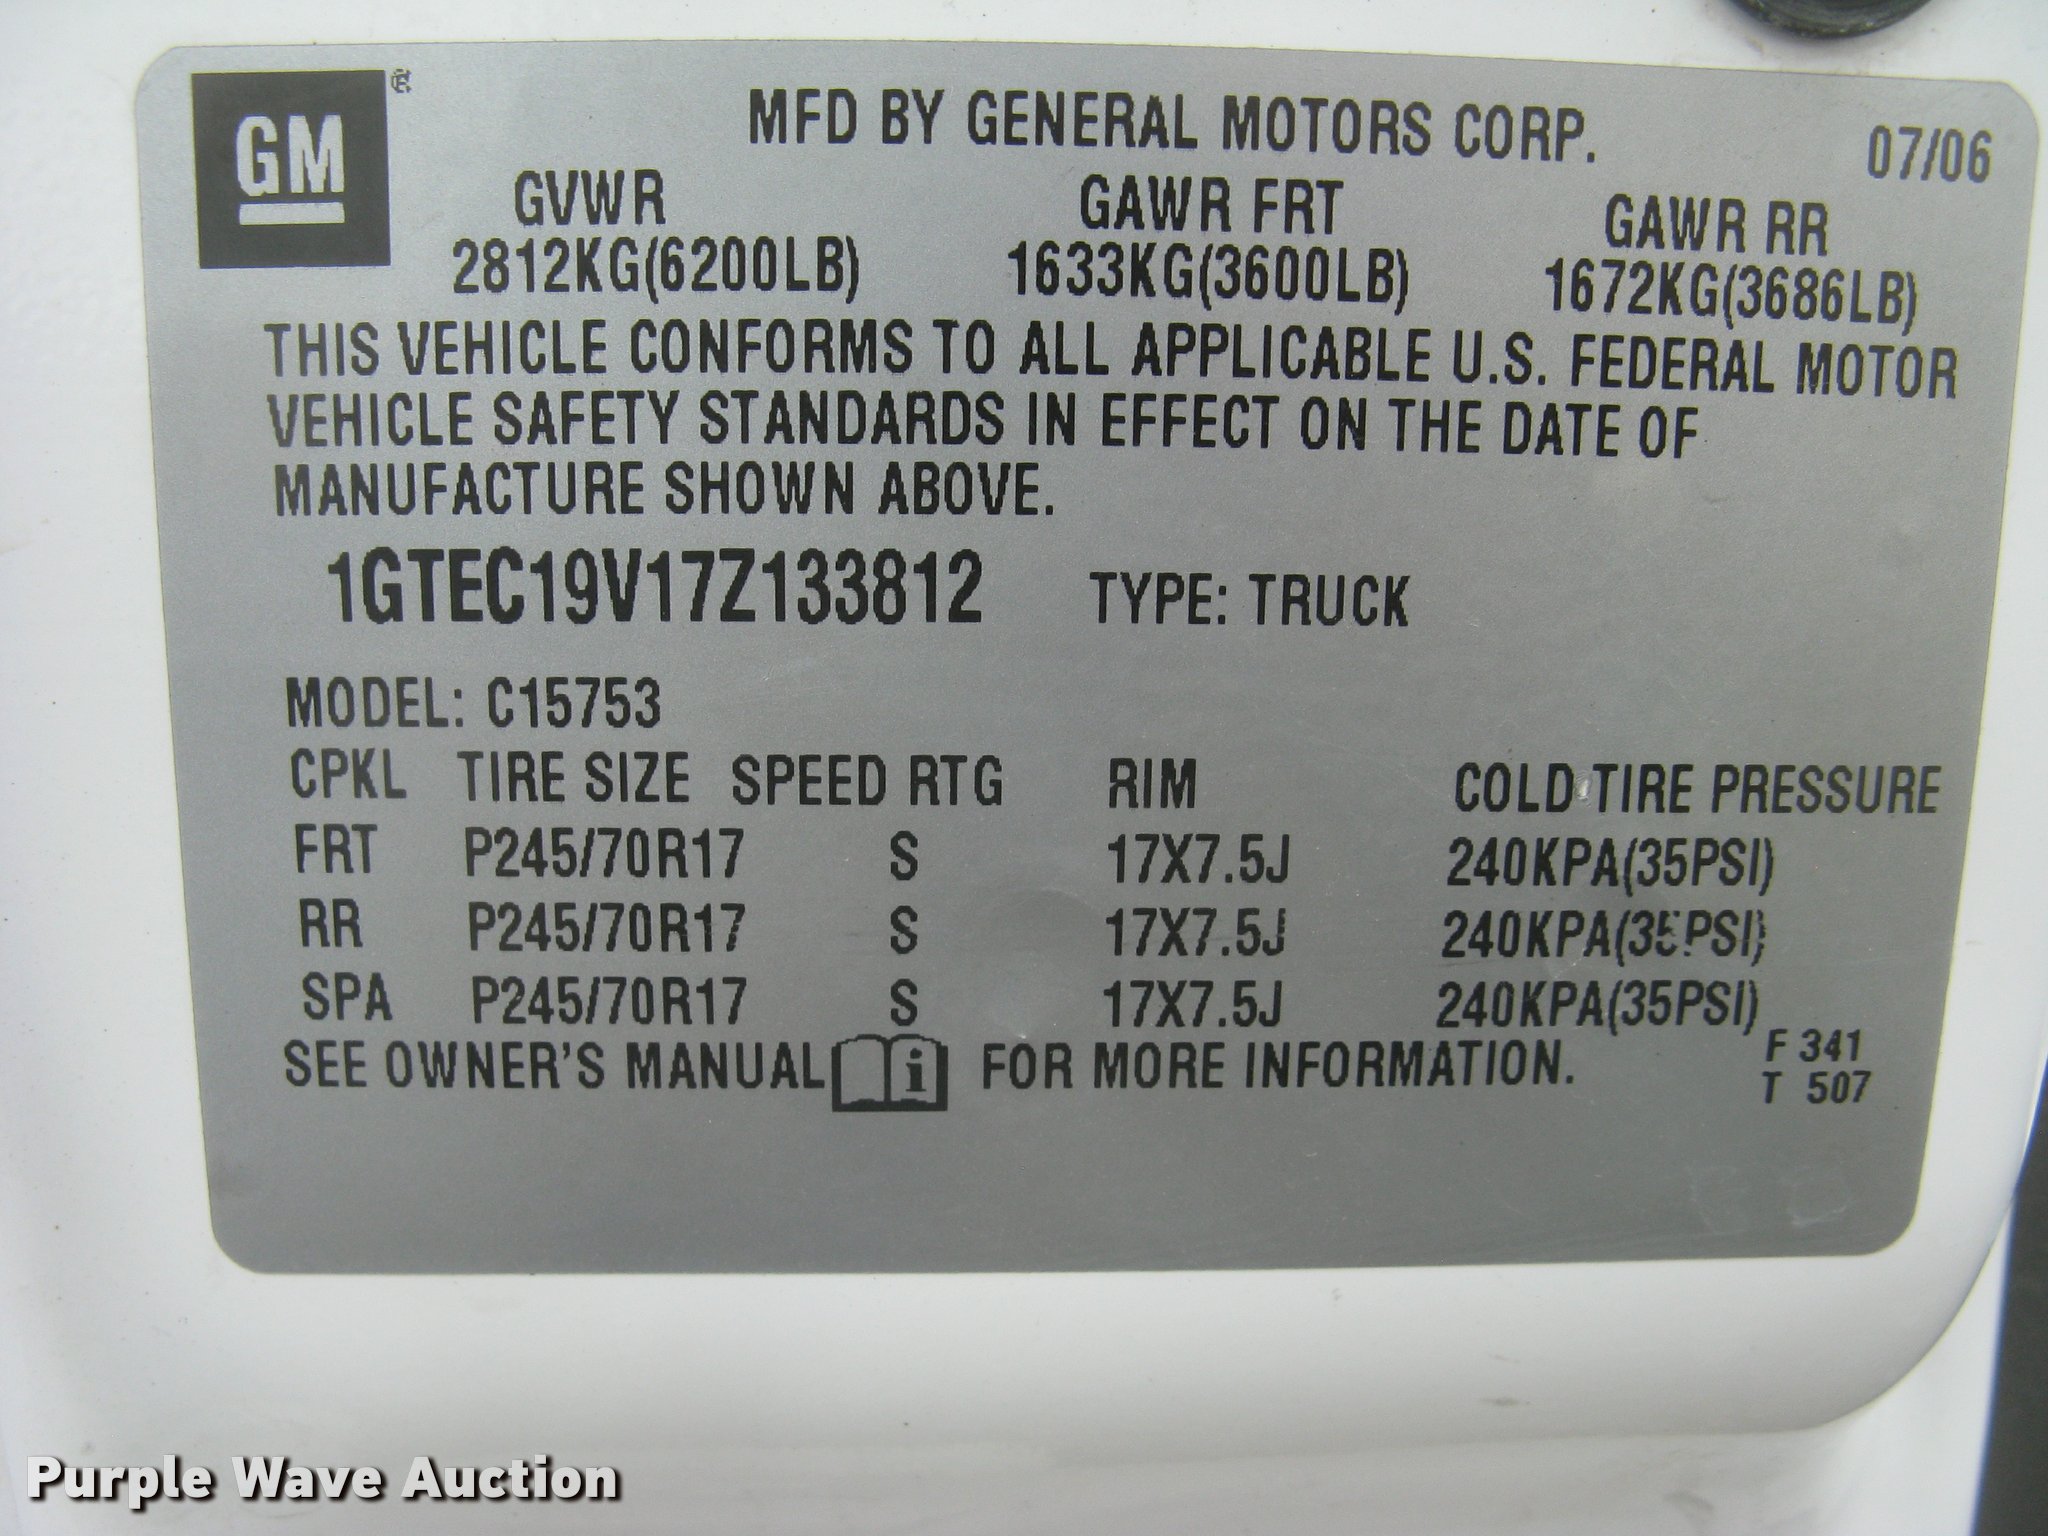 GM ®
MFD BY GENERAL MOTORS CORP. 07/06
GVWR GAWR FRT GAWR RR
2812KG(6200LB) 1633KG(3600LB) 1672KG(3686LB)
THIS VEHICLE CONFORMS TO ALL APPLICABLE U.S. FEDERAL MOTOR
VEHICLE SAFETY STANDARDS IN EFFECT ON THE DATE OF
MANUFACTURE SHOWN ABOVE.
1GTEC19V17Z133812 TYPE: TRUCK
MODEL: C15753
CPKL TIRE SIZE SPEED RTG RIM COLD TIRE PRESSURE
FRT P245/70R17 S 17X7.5J 240KPA(35PSI)
RR P245/70R17 S 17X7.5J 240KPA(35PSI)
SPA P245/70R17 S 17X7.5J 240KPA(35PSI)
SEE OWNER'S MANUAL i FOR MORE INFORMATION.
F 341
T 507
Purple Wave Auction